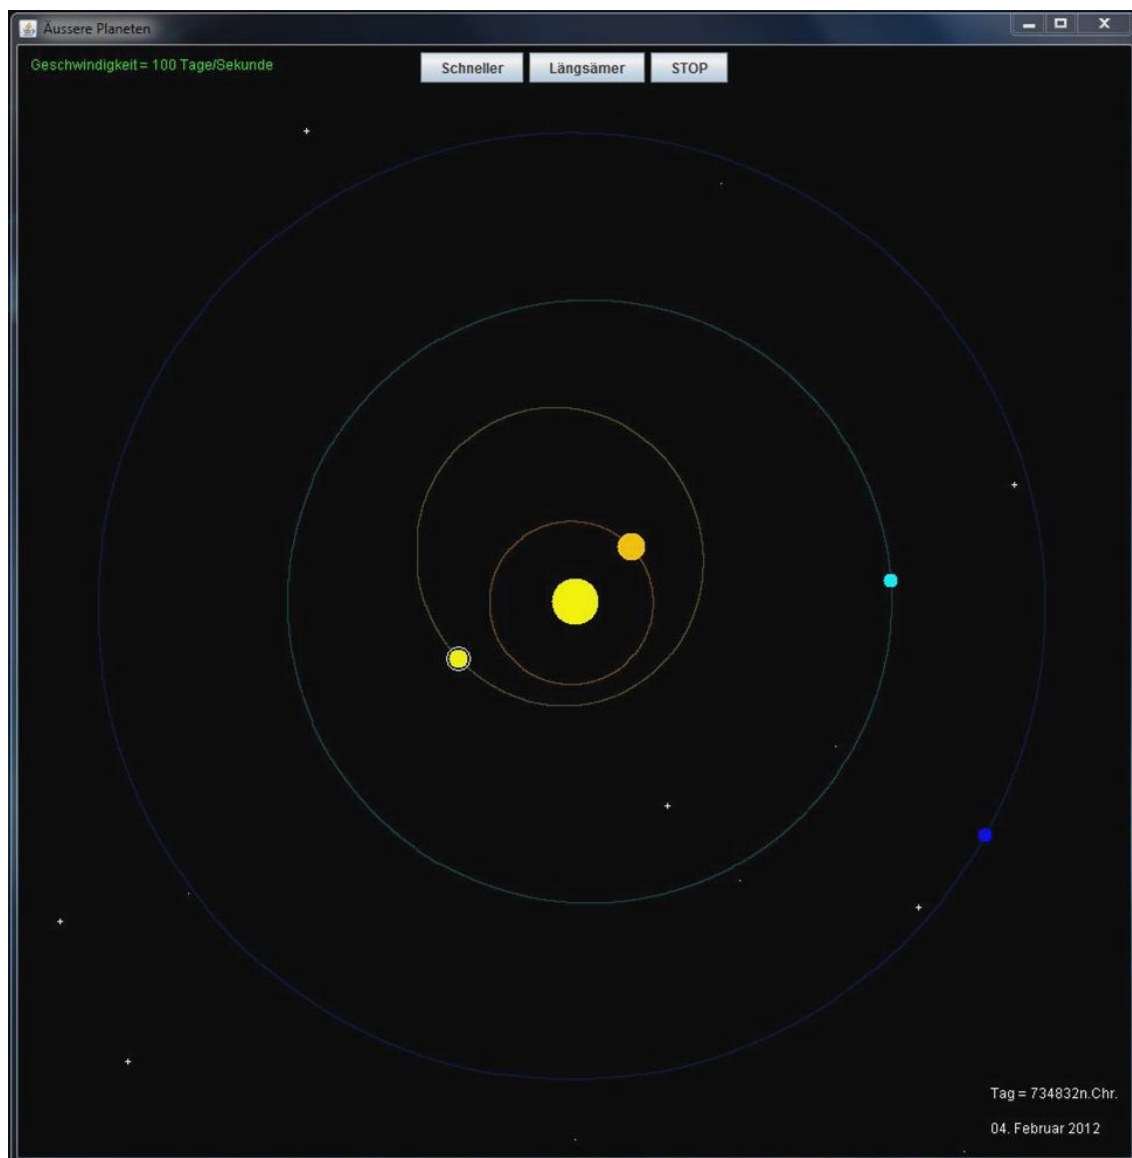 Äussere Planeten
Geschwindigkeit = 100 Tage/Sekunde
Schneller
Längsämer
STOP
Tag = 734832n.Chr.
04. Februar 2012